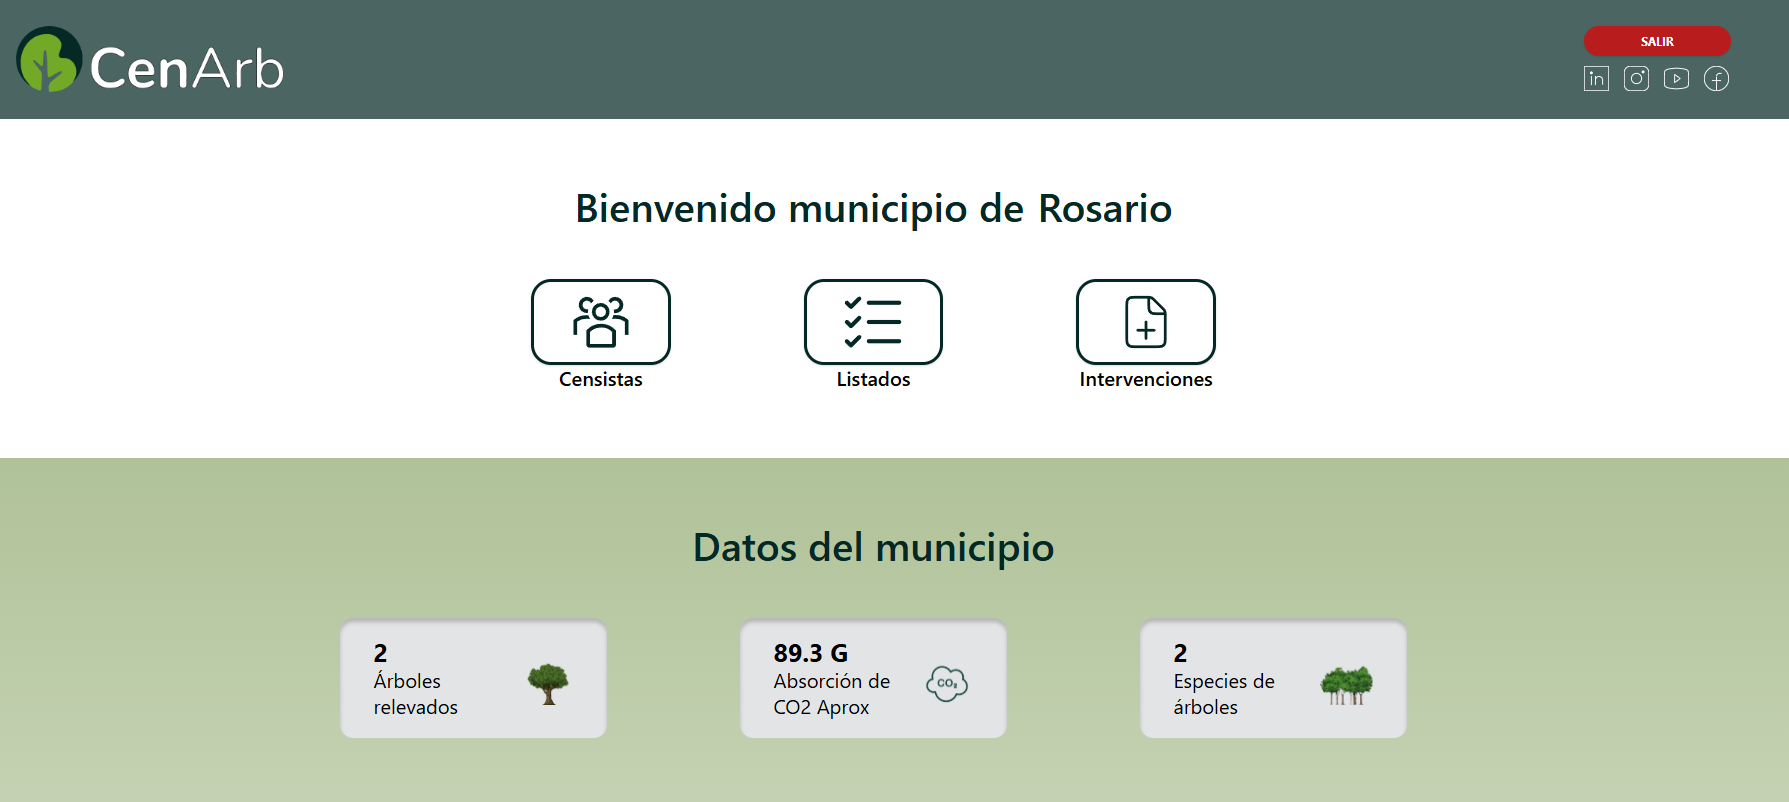 CenArb
SALIR
Bienvenido municipio de Rosario
Censistas
Listados
Intervenciones
Datos del municipio
2
Árboles
relevados
89.3 G
Absorción de
CO2 Aprox
CO₂
2
Especies de
árboles